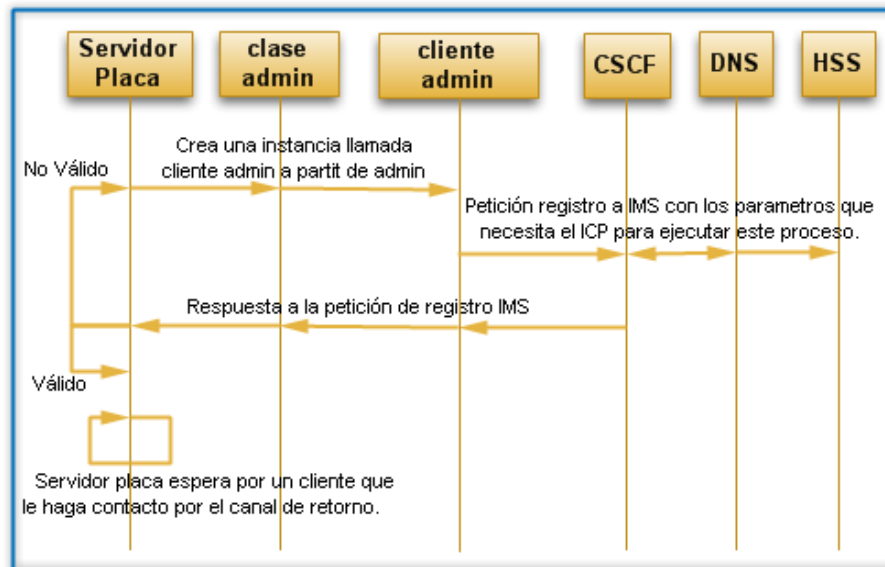 Servidor
Placa
clase
admin
cliente
admin
CSCF
DNS
HSS
Crea una instancia llamada
cliente admin a partit de admin
No Válido
Petición registro a IMS con los parametros que
necesita el ICP para ejecutar este proceso.
Respuesta a la petición de registro IMS
Válido
Servidor placa espera por un cliente que
le haga contacto por el canal de retorno.